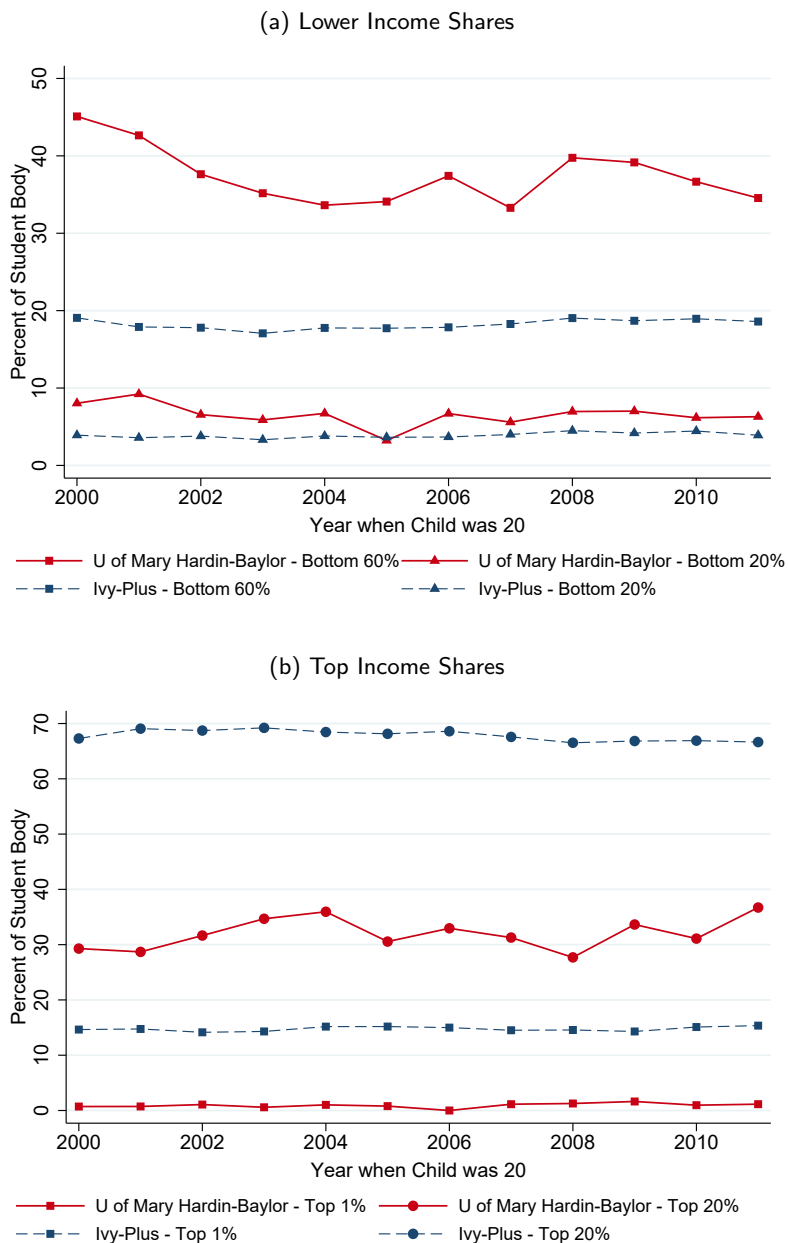 (a) Lower Income Shares
Percent of Student Body
50
40
30
20
10
0
2000 2002 2004 2006 2008 2010
Year when Child was 20
U of Mary Hardin-Baylor - Bottom 60% U of Mary Hardin-Baylor - Bottom 20%
Ivy-Plus - Bottom 60% Ivy-Plus - Bottom 20%
(b) Top Income Shares
Percent of Student Body
70
60
50
40
30
20
10
0
2000 2002 2004 2006 2008 2010
Year when Child was 20
U of Mary Hardin-Baylor - Top 1% U of Mary Hardin-Baylor - Top 20%
Ivy-Plus - Top 1% Ivy-Plus - Top 20%